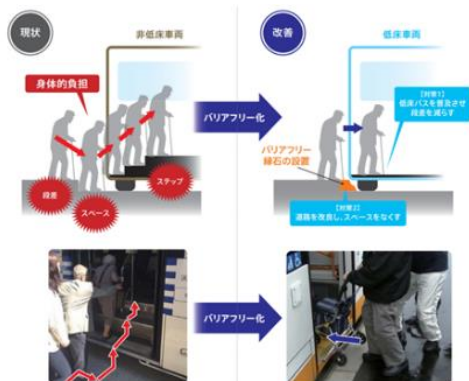 現状
非低床車両
改善
低床車両
身体的負担
バリアフリー化
【対策1】
低床バスを普及させ
段差を減らす
バリアフリー
縁石の設置
段差
スペース
ステップ
【対策2】
道路を改良し、スペースをなくす
バリアフリー化